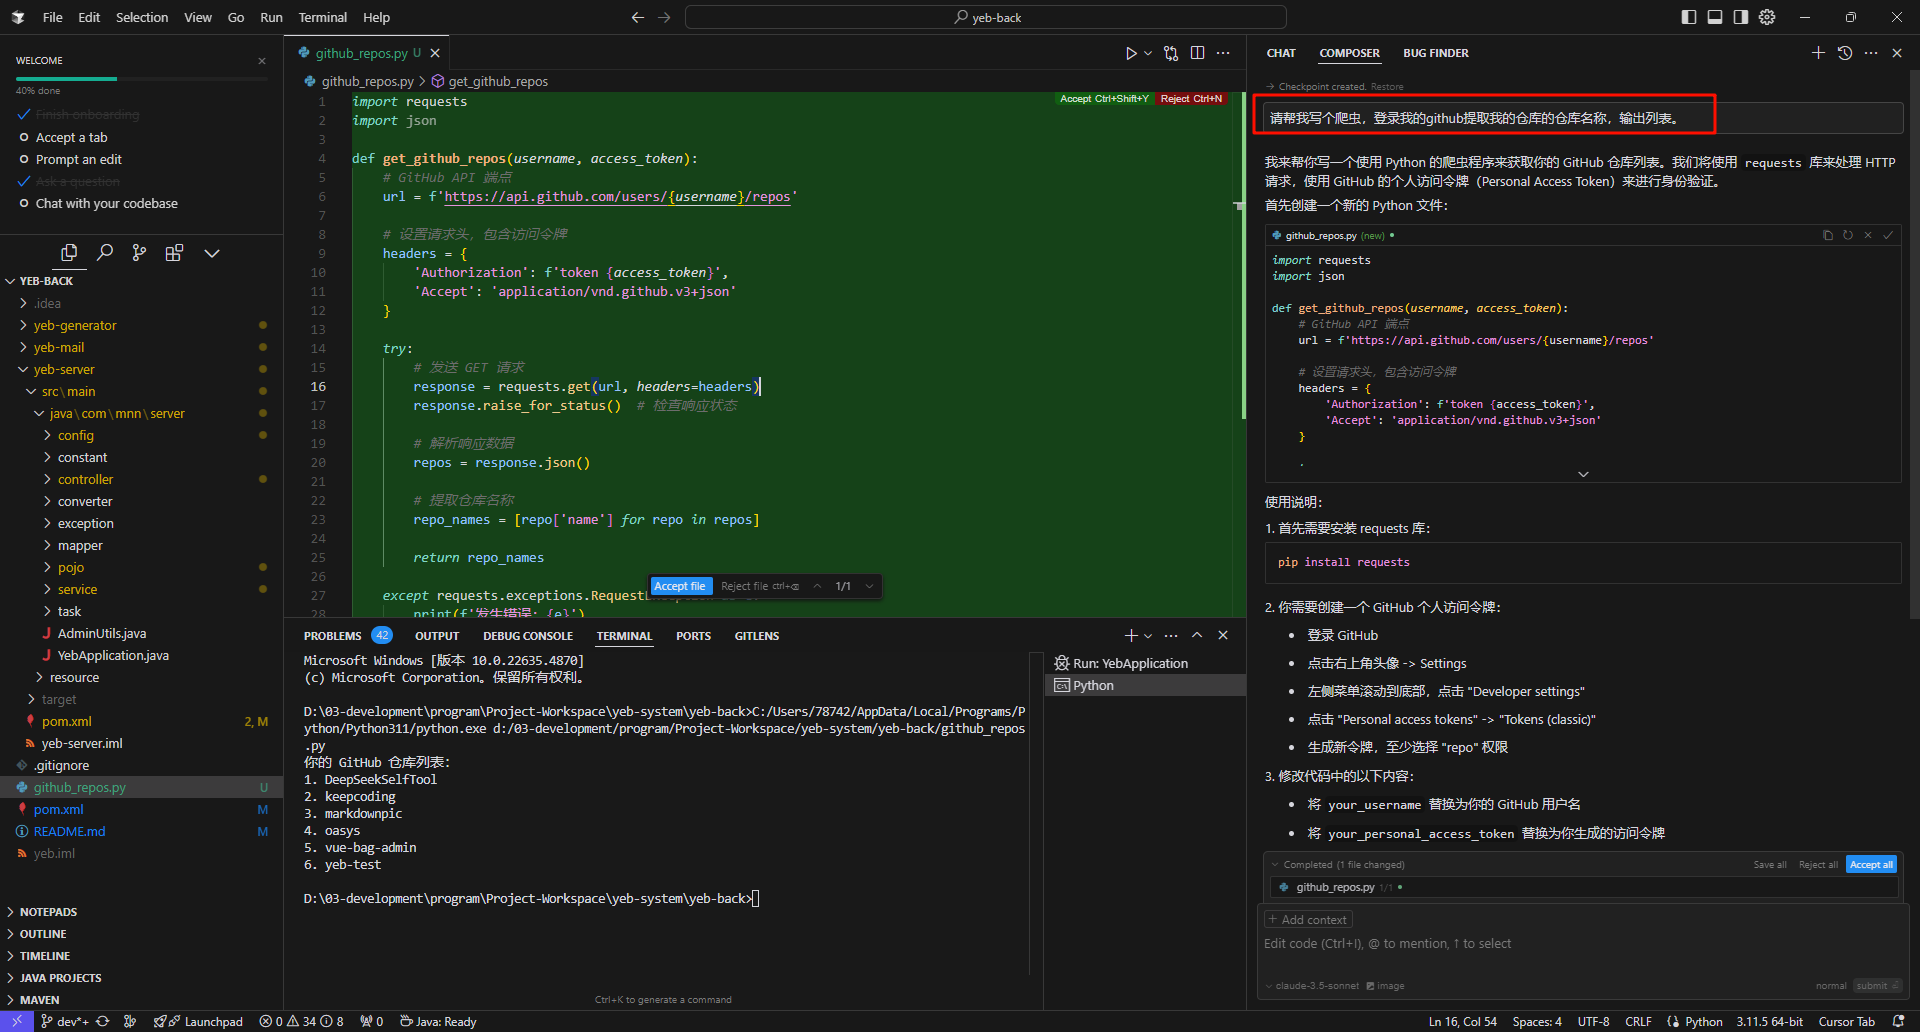 File Edit Selection View Go Run Terminal Help
yeb-back
WELCOME
40% done
Finish onboarding
Accept a tab
Prompt an edit
Ask a question
Chat with your codebase
YEB-BACK
.idea
yeb-generator
yeb-mail
yeb-server
src\main
java\com\mnn\server
config
constant
controller
converter
exception
mapper
pojo
service
task
AdminUtils.java
YebApplication.java
resource
target
pom.xml 2, M
yeb-server.iml
.gitignore
github_repos.py U
pom.xml M
README.md M
yeb.iml
NOTEPADS
OUTLINE
TIMELINE
JAVA PROJECTS
MAVEN
github_repos.py U
github_repos.py > get_github_repos
Accept Ctrl+Shift+Y Reject Ctrl+N
1 import requests
2 import json
3
4 def get_github_repos(username, access_token):
5 # GitHub API 端点
6 url = f'https://api.github.com/users/{username}/repos'
7
8 # 设置请求头，包含访问令牌
9 headers = {
10 'Authorization': f'token {access_token}',
11 'Accept': 'application/vnd.github.v3+json'
12 }
13
14 try:
15 # 发送 GET 请求
16 response = requests.get(url, headers=headers)
17 response.raise_for_status() # 检查响应状态
18
19 # 解析响应数据
20 repos = response.json()
21
22 # 提取仓库名称
23 repo_names = [repo['name'] for repo in repos]
24
25 return repo_names
26
27 except requests.exceptions.Request
28 print(f'发生错误: {e}')
Accept file Reject file ctrl+⌫ 1/1
PROBLEMS 42 OUTPUT DEBUG CONSOLE TERMINAL PORTS GITLENS
Microsoft Windows [版本 10.0.22635.4870]
(c) Microsoft Corporation。保留所有权利。
D:\03-development\program\Project-Workspace\yeb-system\yeb-back>C:/Users/78742/AppData/Local/Programs/P
ython/Python311/python.exe d:/03-development/program/Project-Workspace/yeb-system/yeb-back/github_repos
.py
你的 GitHub 仓库列表:
1. DeepSeekSelfTool
2. keepcoding
3. markdownpic
4. oasys
5. vue-bag-admin
6. yeb-test
D:\03-development\program\Project-Workspace\yeb-system\yeb-back>
Ctrl+K to generate a command
Run: YebApplication
Python
CHAT COMPOSER BUG FINDER
Checkpoint created. Restore
请帮我写个爬虫，登录我的github提取我的仓库的仓库名称，输出列表。
我来帮你写一个使用 Python 的爬虫程序来获取你的 GitHub 仓库列表。我们将使用 requests 库来处理 HTTP
请求，使用 GitHub 的个人访问令牌（Personal Access Token）来进行身份验证。
首先创建一个新的 Python 文件：
github_repos.py (new)
import requests
import json
def get_github_repos(username, access_token):
# GitHub API 端点
url = f'https://api.github.com/users/{username}/repos'
# 设置请求头，包含访问令牌
headers = {
'Authorization': f'token {access_token}',
'Accept': 'application/vnd.github.v3+json'
}
使用说明：
1. 首先需要安装 requests 库：
pip install requests
2. 你需要创建一个 GitHub 个人访问令牌：
• 登录 GitHub
• 点击右上角头像 -> Settings
• 左侧菜单滚动到底部，点击 "Developer settings"
• 点击 "Personal access tokens" -> "Tokens (classic)"
• 生成新令牌，至少选择 "repo" 权限
3. 修改代码中的以下内容：
• 将 your_username 替换为你的 GitHub 用户名
• 将 your_personal_access_token 替换为你生成的访问令牌
Completed (1 file changed) Save all Reject all Accept all
github_repos.py 1/1
+ Add context
Edit code (Ctrl+I), @ to mention, ↑ to select
claude-3.5-sonnet image normal submit
dev*+ Launchpad 0 34 8 0 Java: Ready
Ln 16, Col 54 Spaces: 4 UTF-8 CRLF Python 3.11.5 64-bit Cursor Tab